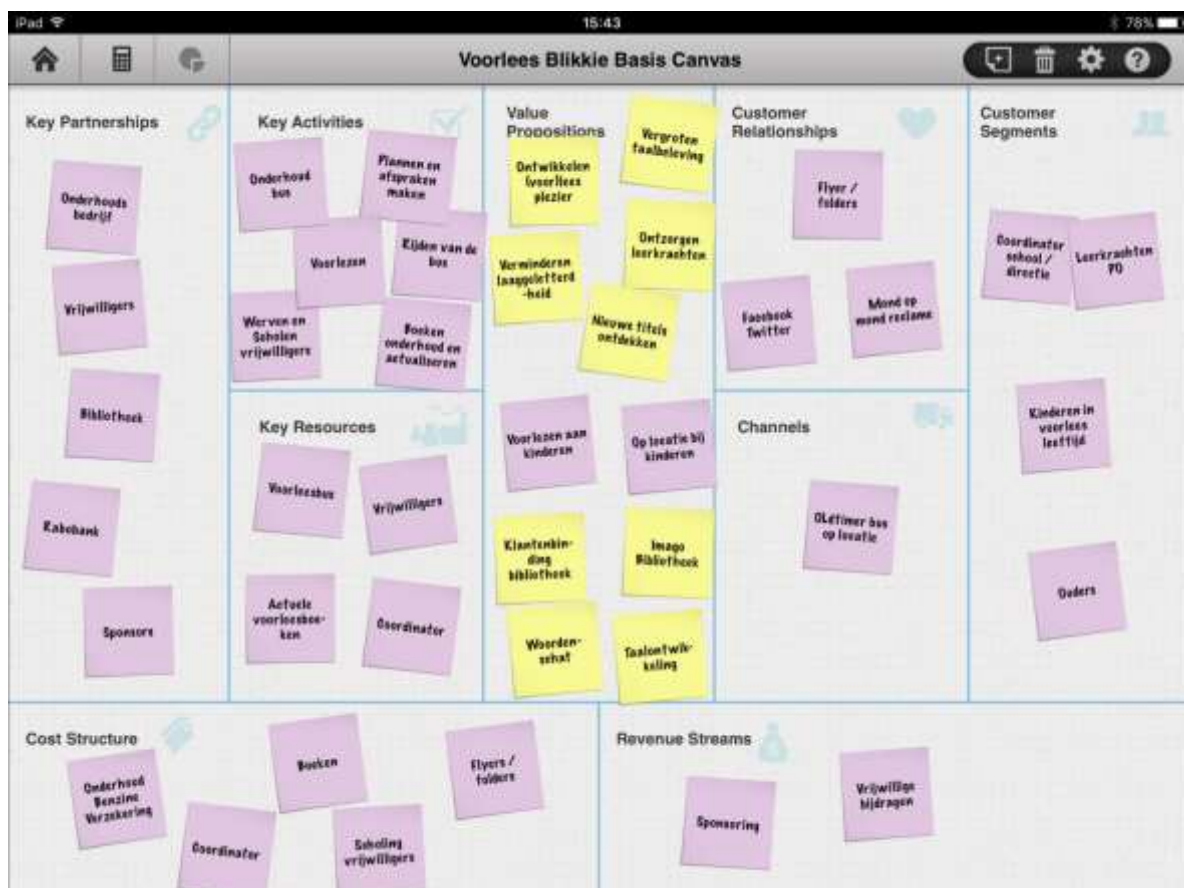 iPad
15:43
78%
Voorlees Blikkie Basis Canvas
Key Partnerships
Onderhouds
bedrijf
Vrijwilligers
Bibliotheek
Rabobank
Sponsors
Key Activities
Onderhoud
bus
Plannen en
afspraken
maken
Voorlezen
Rijden van de
bus
Werven en
Scholen
vrijwilligers
Boeken
onderhoud en
actualiseren
Key Resources
Voorleesbus
Vrijwilligers
Actuele
voorleesboe-
ken
Coordinator
Value
Propositions
Vergroten
taalbeleving
Ontwikkelen
(voor)lees
plezier
Ontzorgen
leerkrachten
Verminderen
laaggeletterd
-heid
Nieuwe titels
ontdekken
Voorlezen aan
kinderen
Op locatie bij
kinderen
Klantenbin-
ding
bibliotheek
Imago
Bibliotheek
Woorden-
schat
Taalontwik-
keling
Customer
Relationships
Flyer /
folders
Facebook
Twitter
Mond op
mond reclame
Channels
OLdtimer bus
op locatie
Customer
Segments
Coordinator
school /
directie
Leerkrachten
PO
Kinderen in
voorlees
leeftijd
Ouders
Cost Structure
Onderhoud
Benzine
Verzekering
Boeken
Flyers /
folders
Coordinator
Scholing
vrijwilligers
Revenue Streams
Sponsoring
Vrijwillige
bijdragen